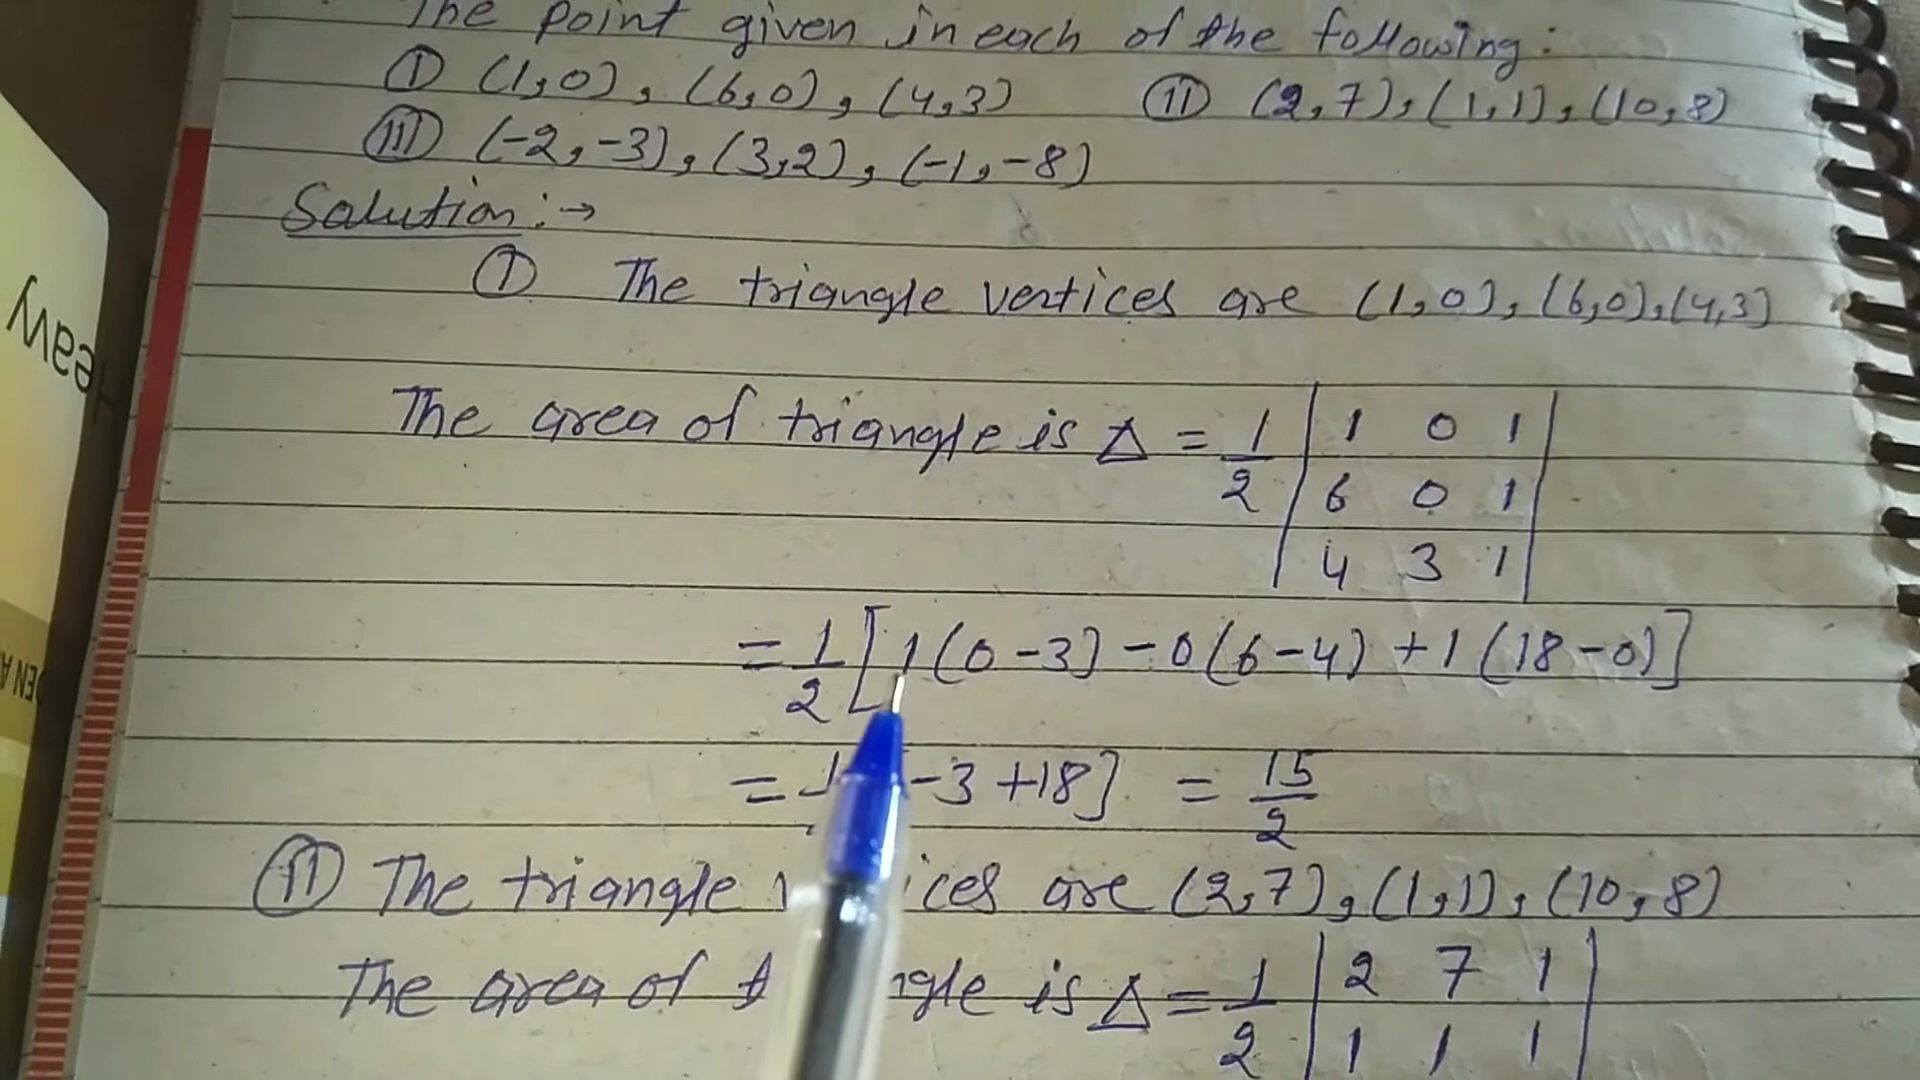 The point given in each of the following:
Ⓘ (1,0), (6,0), (4,3) Ⓘⓘ (2,7), (1,1), (10,8)
ⒾⒾⒾ (-2,-3), (3,2), (-1,-8)
Solution:→
Ⓘ The triangle vertices are (1,0), (6,0), (4,3)
The area of triangle is Δ = 1/2 | 1 0 1 |
| 6 0 1 |
| 4 3 1 |
= 1/2 [1(0-3) - 0(6-4) + 1(18-0)]
-3 +18] = 15/2
ⒾⒾ The triangle are (2,7), (1,1), (10,8)
The area of is Δ = 1/2 | 2 7 1 |
| 1 1 1 |
Heavy